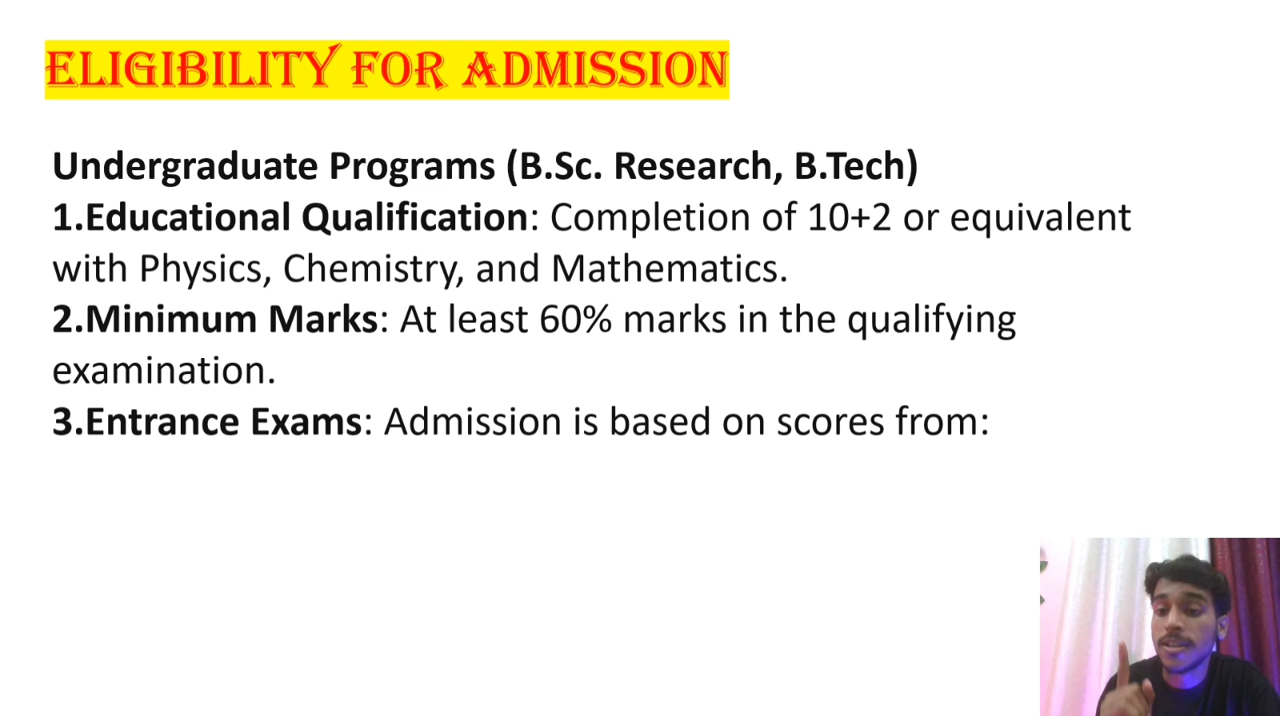 ELIGIBILITY FOR ADMISSION
Undergraduate Programs (B.Sc. Research, B.Tech)
1.Educational Qualification: Completion of 10+2 or equivalent
with Physics, Chemistry, and Mathematics.
2.Minimum Marks: At least 60% marks in the qualifying
examination.
3.Entrance Exams: Admission is based on scores from: